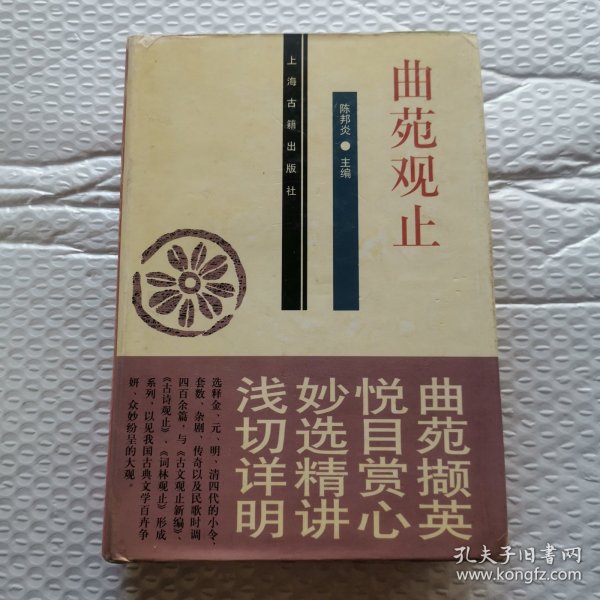 曲苑观止
陈邦炎●主编
上海古籍出版社
曲苑撷英
悦目赏心
妙选精讲
浅切详明
选释金、元、明、清四代的小令、
套数、杂剧、传奇以及民歌时调
四百余篇，与《古文观止新编》、
《古诗观止》、《词林观止》形成
系列，以见我国古典文学百卉争
妍、众妙纷呈的大观。
孔夫子旧书网
www.kongfz.com